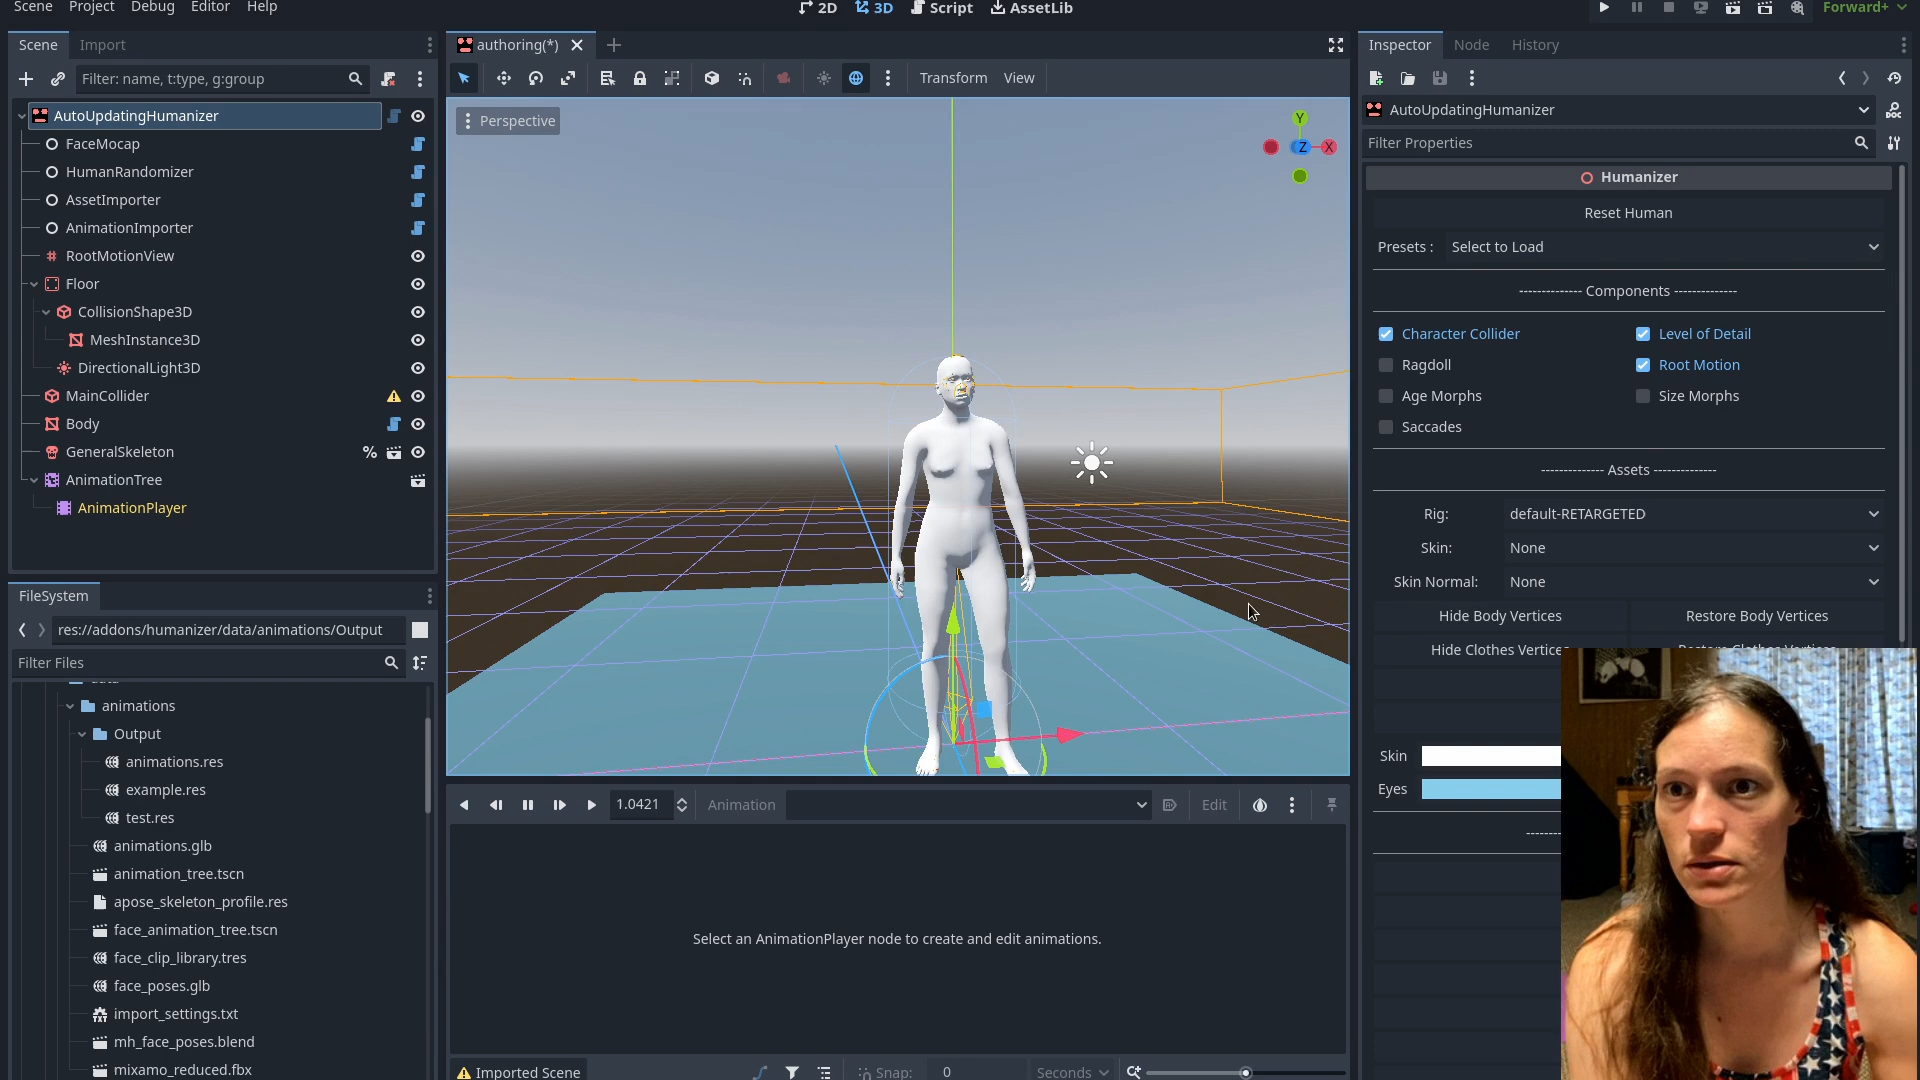 Scene Project Debug Editor Help
2D 3D Script AssetLib
Forward+
Scene Import
Filter: name, t:type, g:group
AutoUpdatingHumanizer
FaceMocap
HumanRandomizer
AssetImporter
AnimationImporter
RootMotionView
Floor
CollisionShape3D
MeshInstance3D
DirectionalLight3D
MainCollider
Body
GeneralSkeleton %
AnimationTree
AnimationPlayer
FileSystem
res://addons/humanizer/data/animations/Output
Filter Files
animations
Output
animations.res
example.res
test.res
animations.glb
animation_tree.tscn
apose_skeleton_profile.res
face_animation_tree.tscn
face_clip_library.tres
face_poses.glb
import_settings.txt
mh_face_poses.blend
mixamo_reduced.fbx
authoring(*)
Transform View
Perspective
Y
Z X
1.0421 Animation Edit
Select an AnimationPlayer node to create and edit animations.
Imported Scene Snap: 0 Seconds
Inspector Node History
AutoUpdatingHumanizer
DOC
Filter Properties
Humanizer
Reset Human
Presets : Select to Load
-------------- Components --------------
Character Collider Level of Detail
Ragdoll Root Motion
Age Morphs Size Morphs
Saccades
-------------- Assets --------------
Rig: default-RETARGETED
Skin: None
Skin Normal: None
Hide Body Vertices Restore Body Vertices
Hide Clothes Vertices
Skin
Eyes